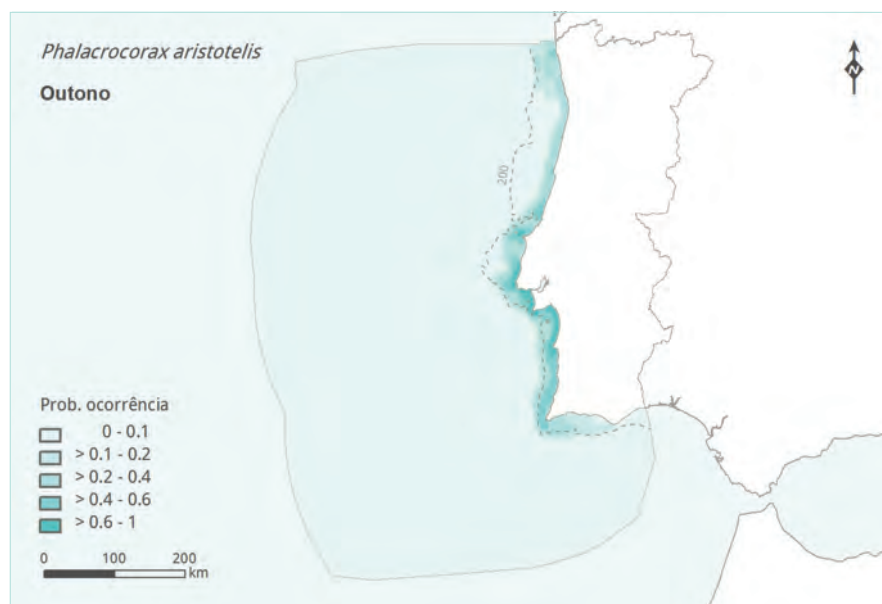 Phalacrocorax aristotelis
Outono
N
200
Prob. ocorrência
0 - 0.1
> 0.1 - 0.2
> 0.2 - 0.4
> 0.4 - 0.6
> 0.6 - 1
0 100 200
km